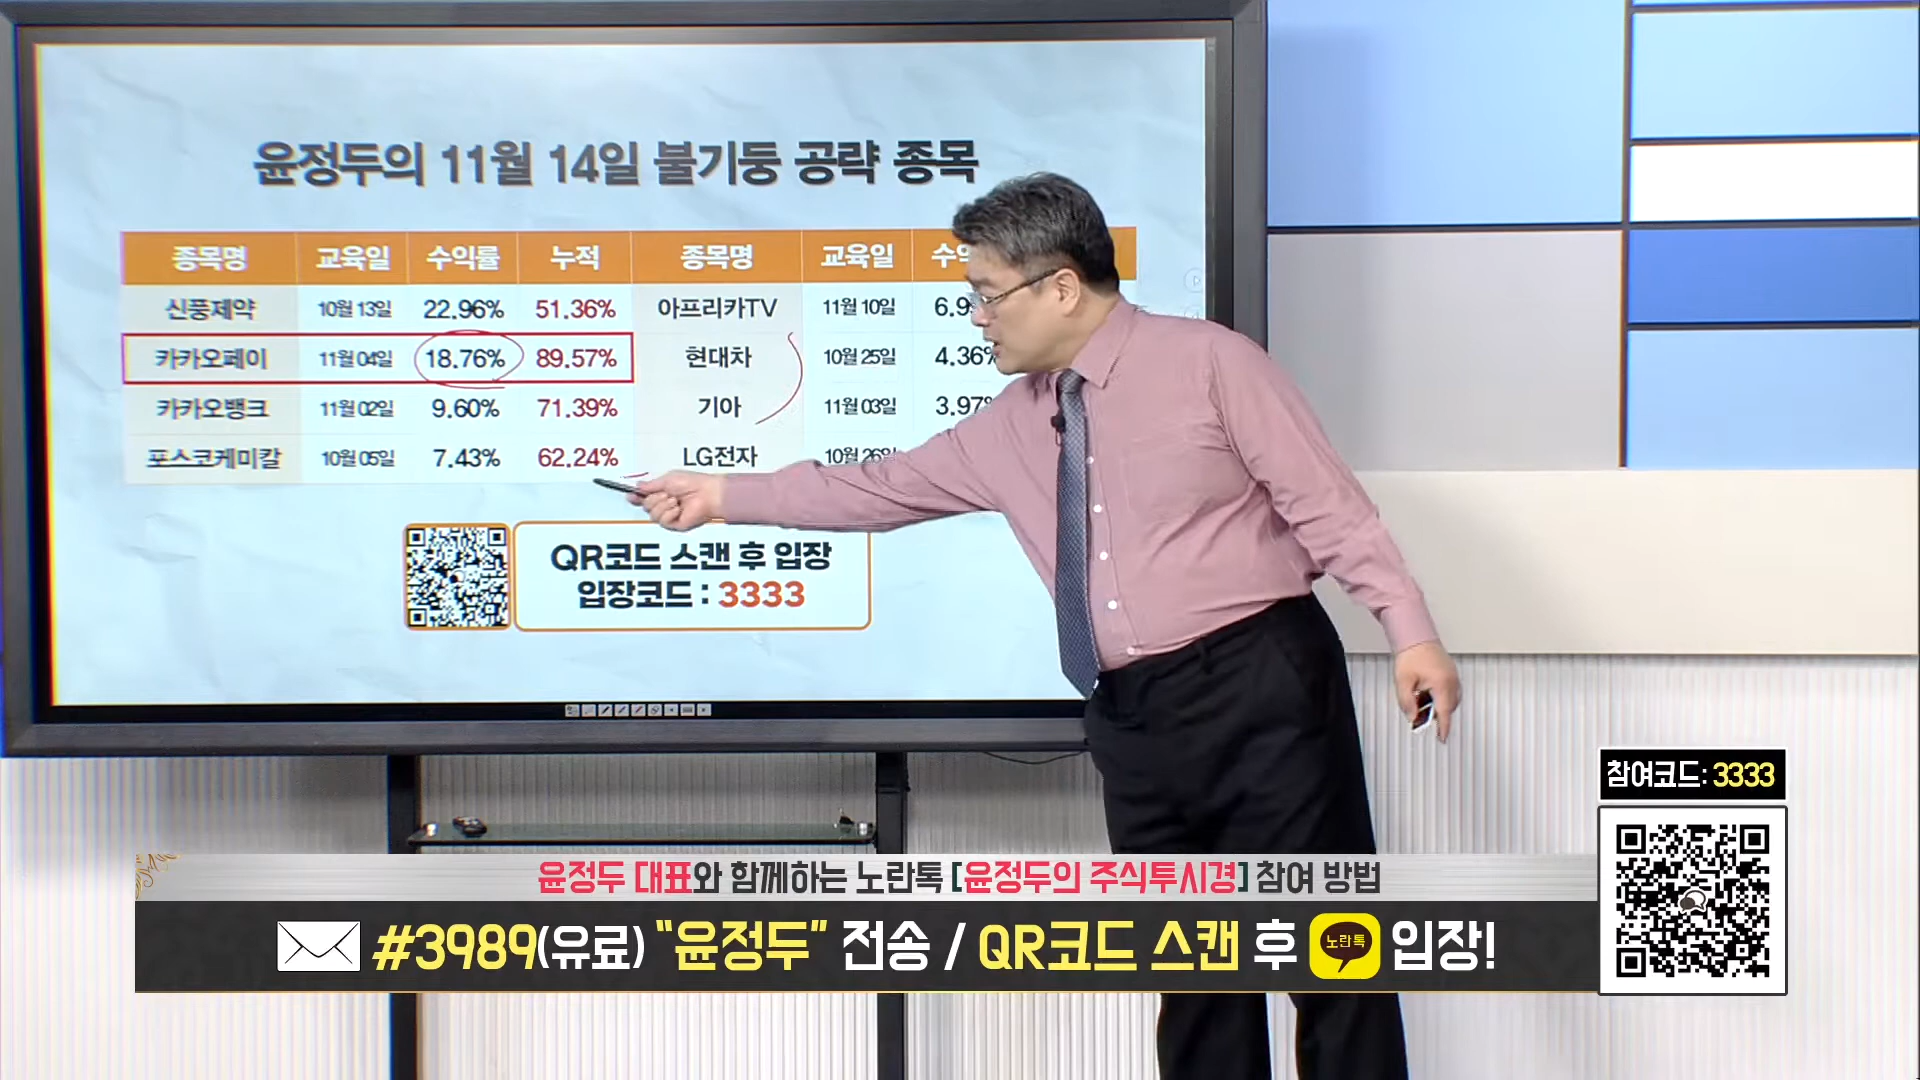 윤정두의 11월 14일 불기둥 공략 종목
종목명 교육일 수익률 누적 종목명 교육일
신풍제약 10월 13일 22.96% 51.36% 아프리카TV 11월 10일
카카오페이 11월 04일 18.76% 89.57% 현대차 10월 25일 4.36%
카카오뱅크 11월 02일 9.60% 71.39% 기아 11월 03일 3.97%
포스코케미칼 10월 05일 7.43% 62.24% LG전자 10월 26일
QR코드 스캔 후 입장
입장코드 : 3333
참여코드: 3333
윤정두 대표와 함께하는 노란톡 [윤정두의 주식투시경] 참여 방법
#3989(유료) "윤정두" 전송 / QR코드 스캔 후 노란톡 입장!